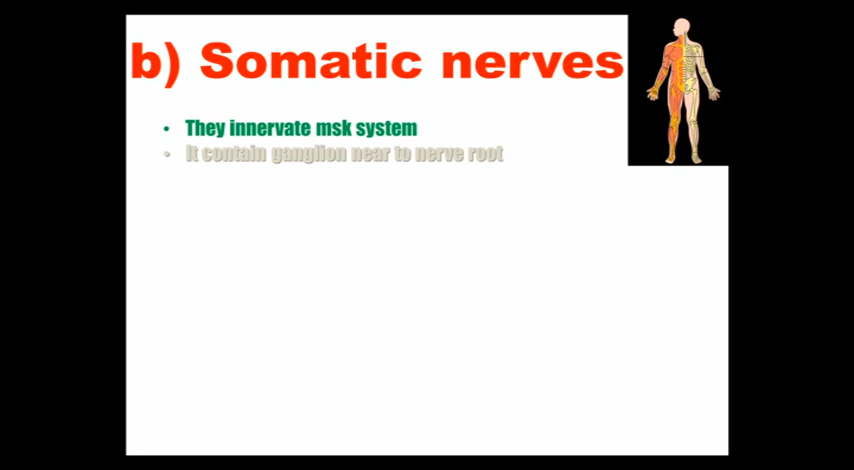 b) Somatic nerves
• They innervate msk system
• It contain ganglion near to nerve root